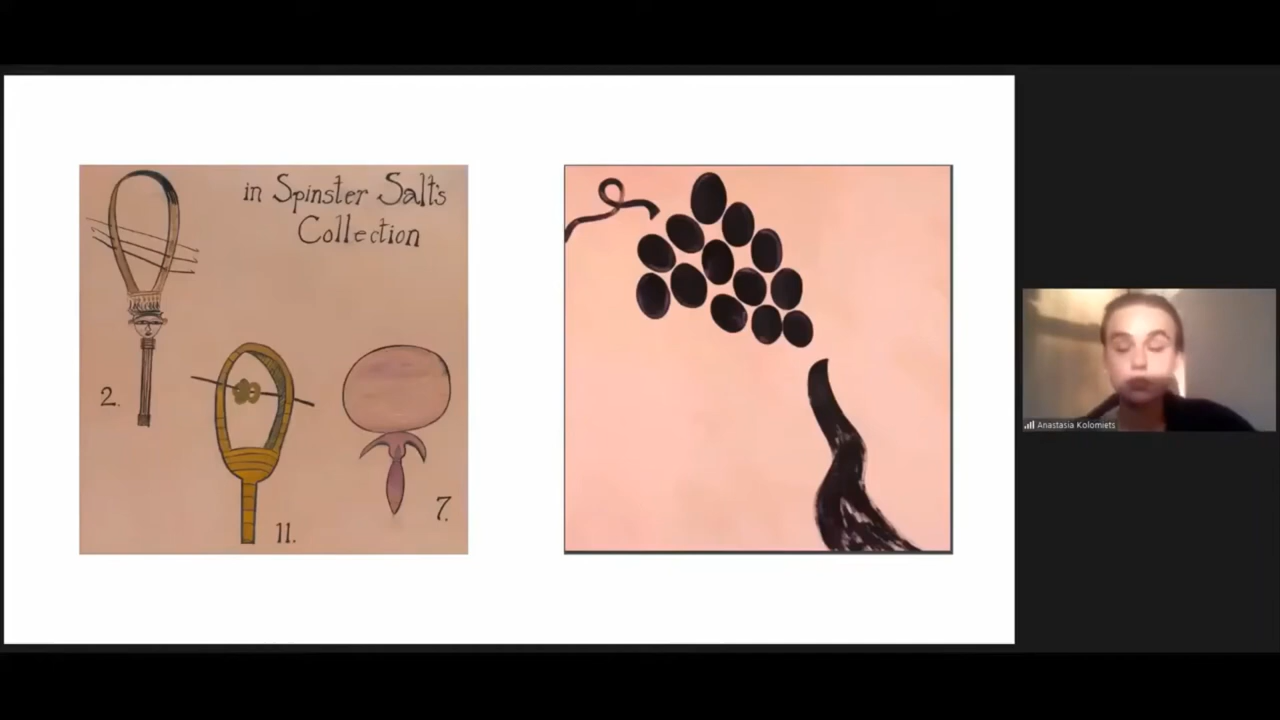 in Spinster Salt's
Collection
2.
11.
7.
Anastasia Kolomiets